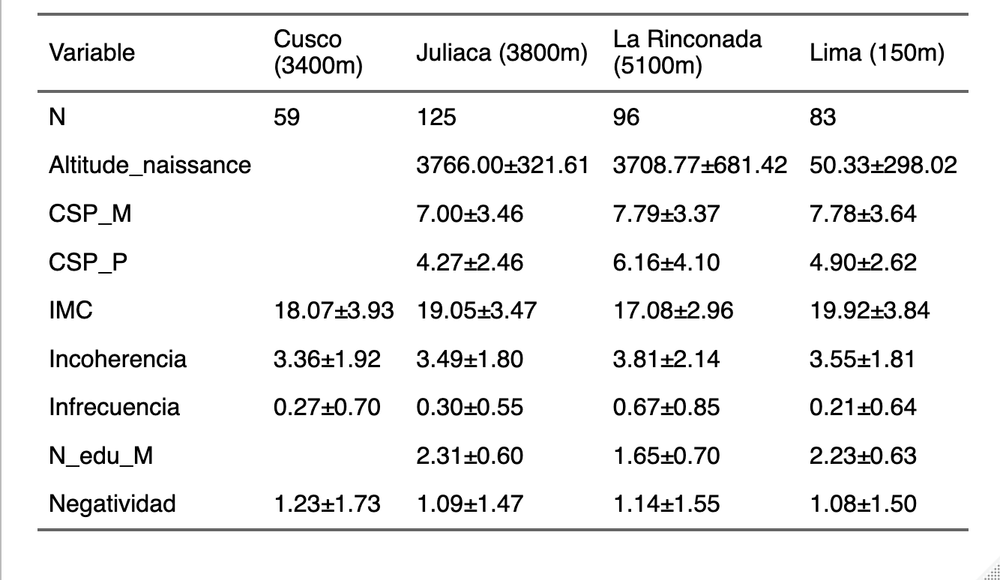 Variable Cusco (3400m) Juliaca (3800m) La Rinconada (5100m) Lima (150m)
N 59 125 96 83
Altitude_naissance 3766.00±321.61 3708.77±681.42 50.33±298.02
CSP_M 7.00±3.46 7.79±3.37 7.78±3.64
CSP_P 4.27±2.46 6.16±4.10 4.90±2.62
IMC 18.07±3.93 19.05±3.47 17.08±2.96 19.92±3.84
Incoherencia 3.36±1.92 3.49±1.80 3.81±2.14 3.55±1.81
Infrecuencia 0.27±0.70 0.30±0.55 0.67±0.85 0.21±0.64
N_edu_M 2.31±0.60 1.65±0.70 2.23±0.63
Negatividad 1.23±1.73 1.09±1.47 1.14±1.55 1.08±1.50